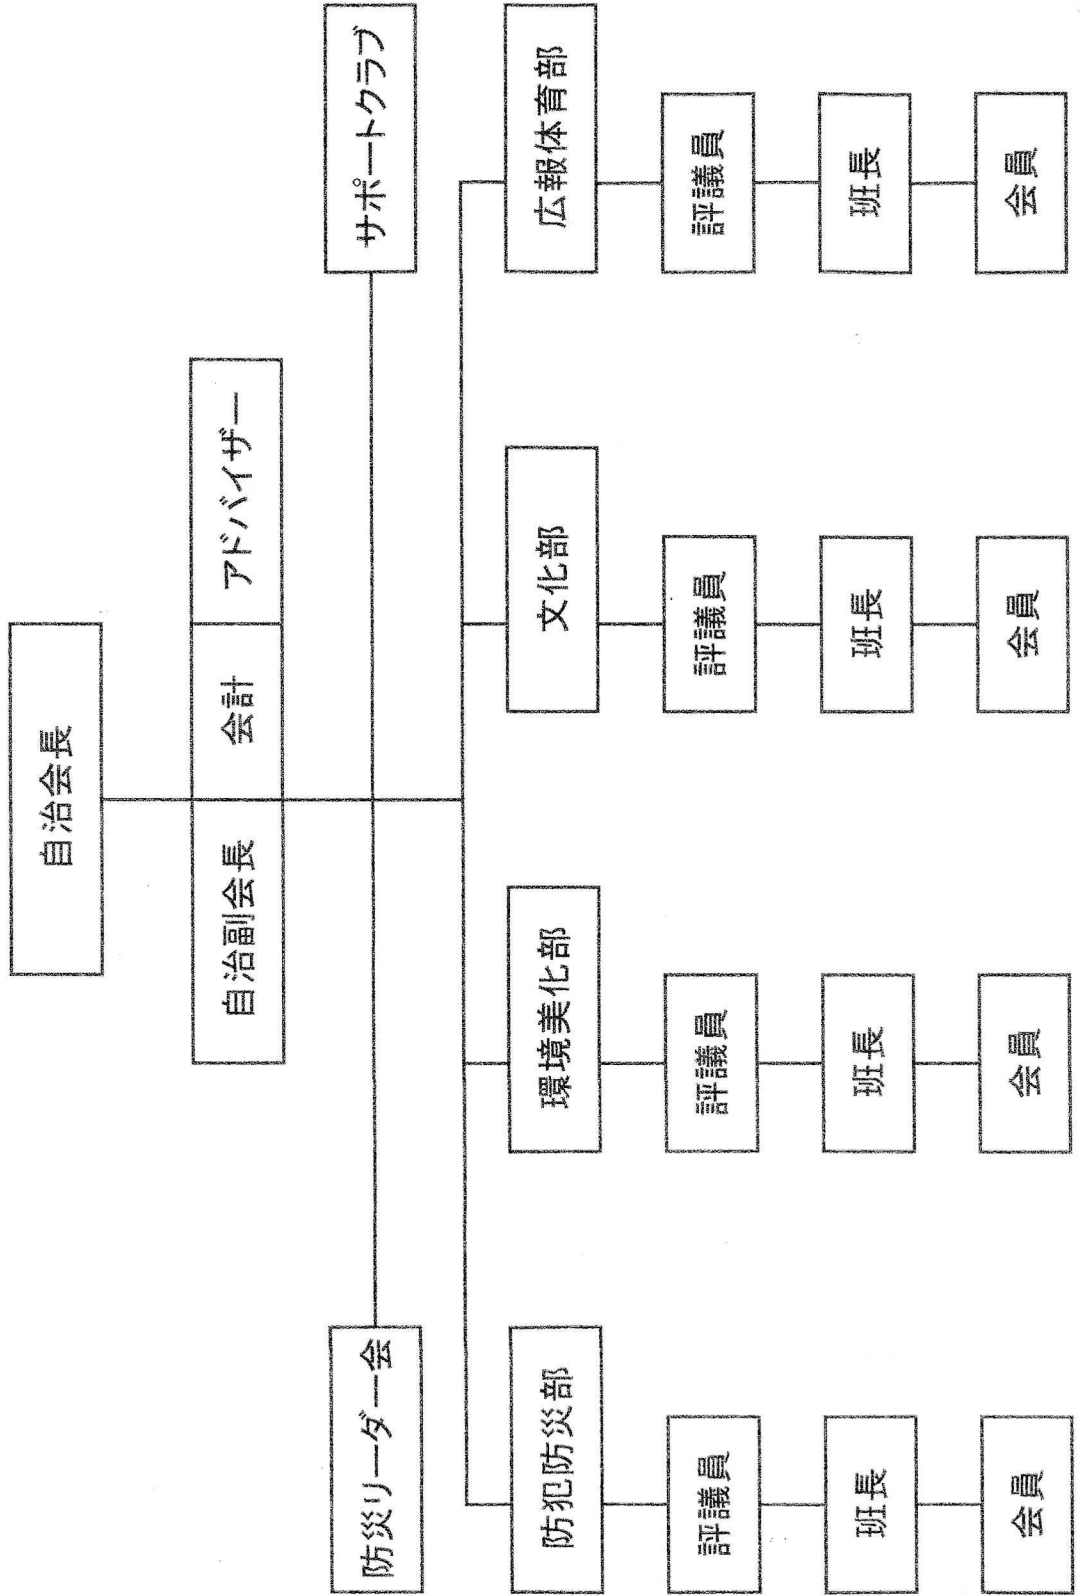 自治会長
自治副会長
会計
アドバイザー
防災リーダー会
サポートクラブ
防犯防災部
環境美化部
文化部
広報体育部
評議員
評議員
評議員
評議員
班長
班長
班長
班長
会員
会員
会員
会員